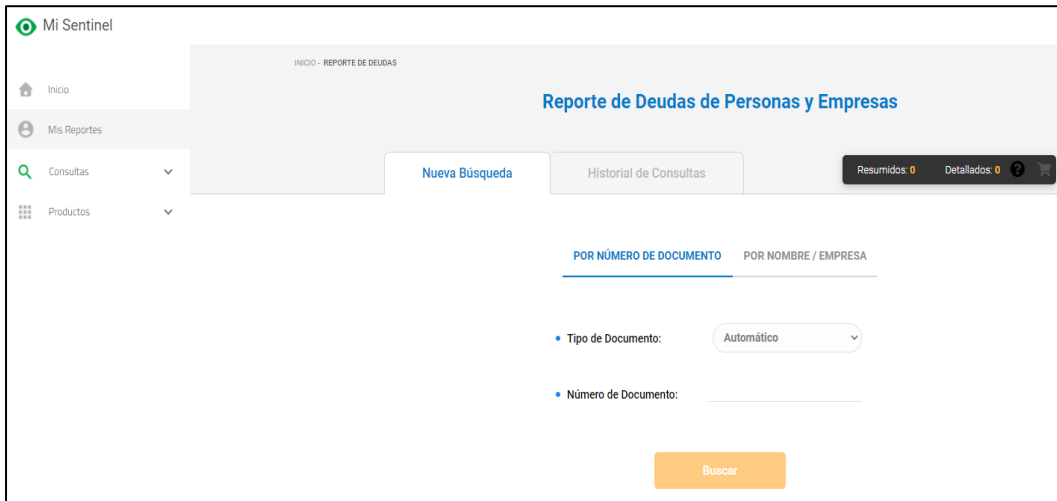 Mi Sentinel
INICIO - REPORTE DE DEUDAS
Inicio
Mis Reportes
Consultas
Productos
Reporte de Deudas de Personas y Empresas
Nueva Búsqueda Historial de Consultas
Resumidos: 0 Detallados: 0 ?
POR NÚMERO DE DOCUMENTO POR NOMBRE / EMPRESA
Tipo de Documento: Automático
Número de Documento:
Buscar